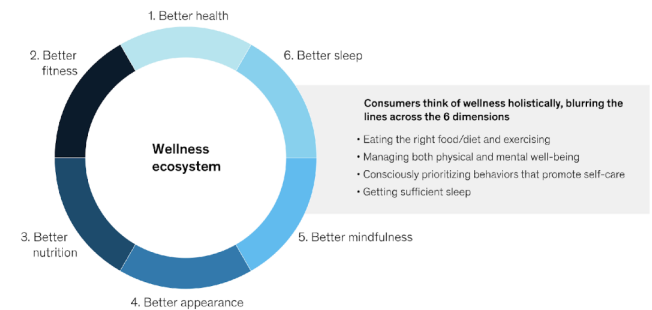 1. Better health
2. Better
fitness
6. Better sleep
Wellness
ecosystem
Consumers think of wellness holistically, blurring the
lines across the 6 dimensions
• Eating the right food/diet and exercising
• Managing both physical and mental well-being
• Consciously prioritizing behaviors that promote self-care
• Getting sufficient sleep
3. Better
nutrition
5. Better mindfulness
4. Better appearance